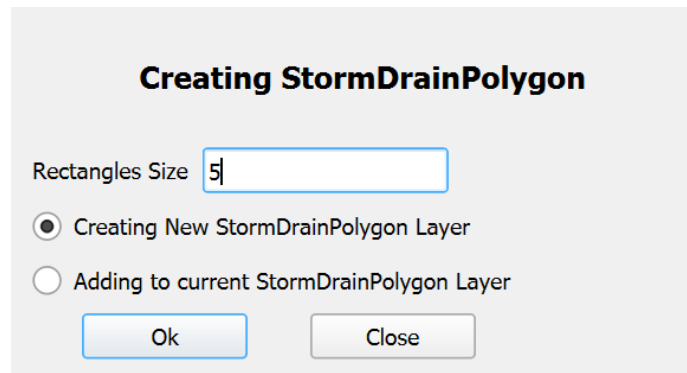 Creating StormDrainPolygon
Rectangles Size 5
Creating New StormDrainPolygon Layer
Adding to current StormDrainPolygon Layer
Ok Close